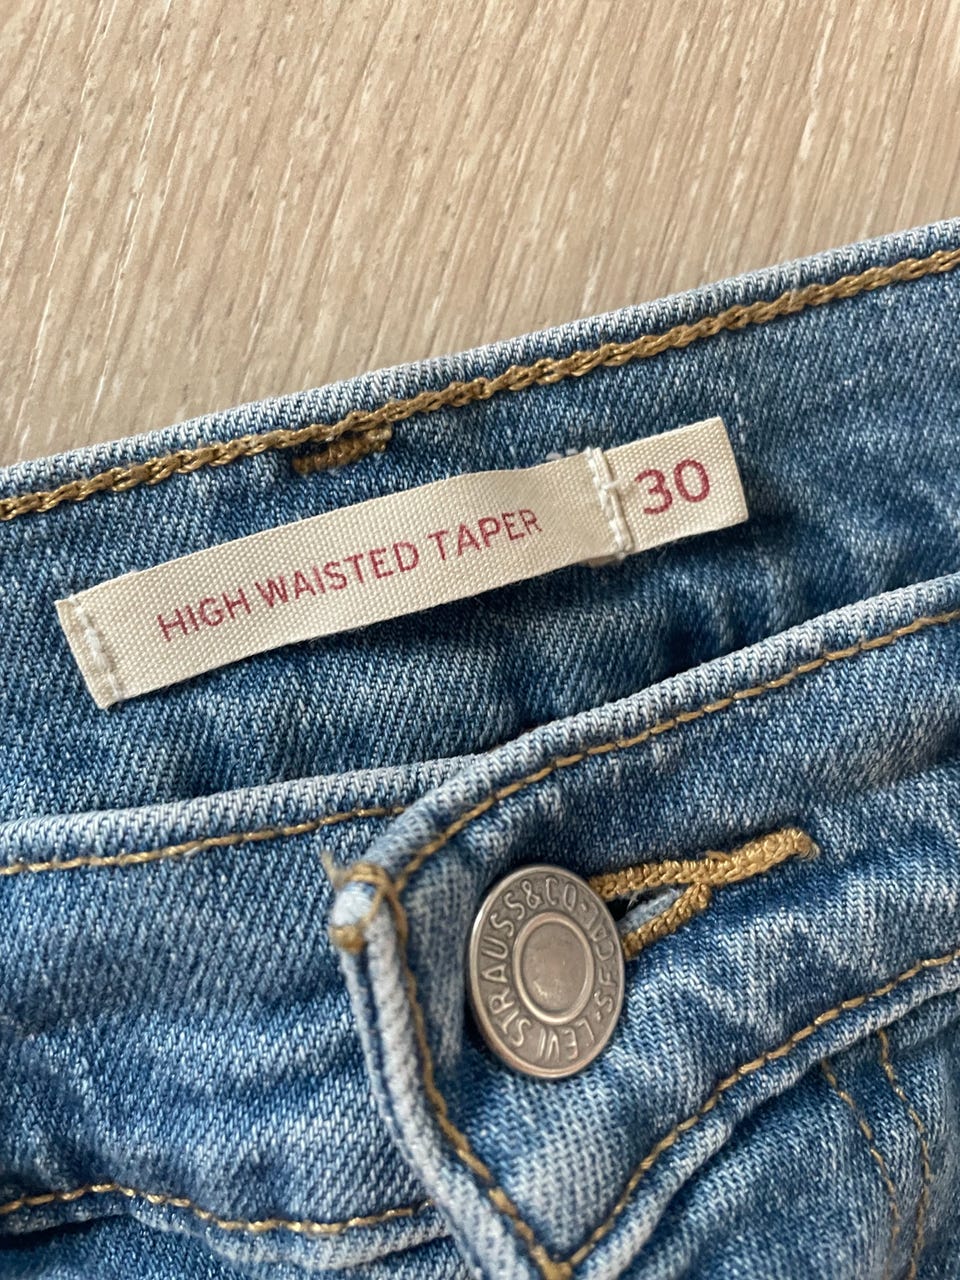 HIGH WAISTED TAPER
30
LEVI STRAUSS & CO-
S.F. CAL